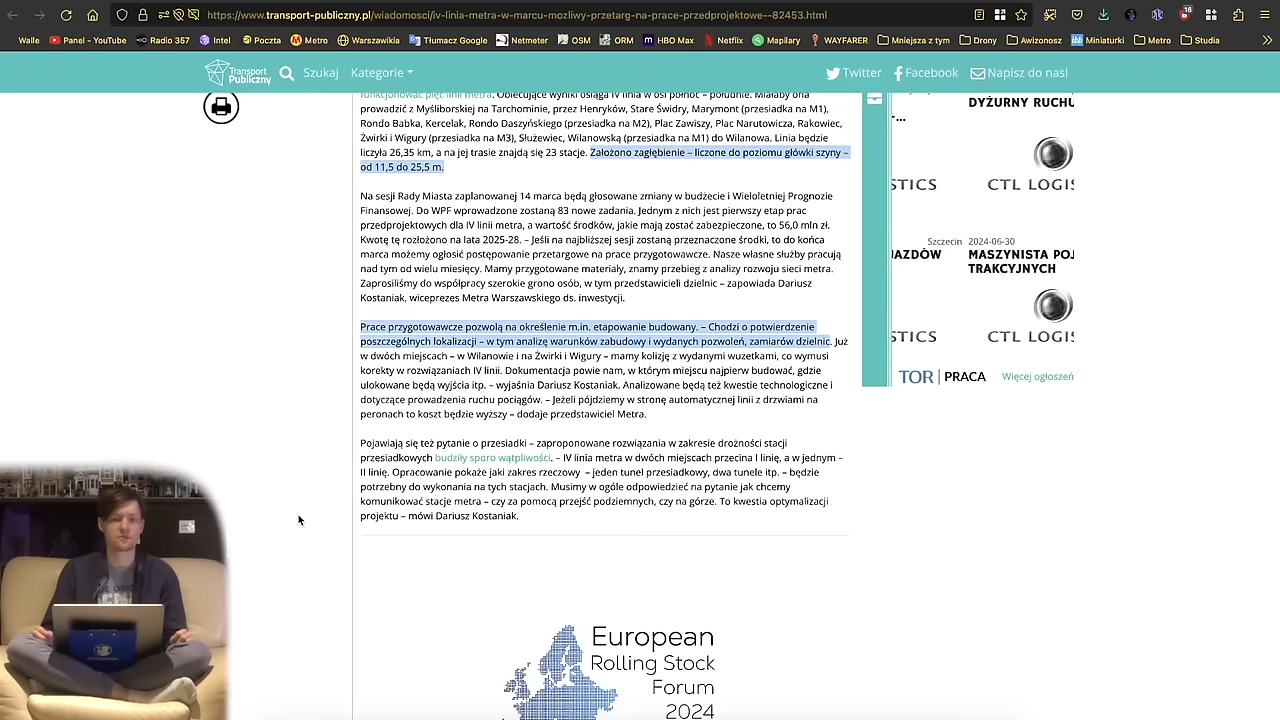 https://www.transport-publiczny.pl/wiadomosci/iv-linia-metra-w-marcu-mozliwy-przetarg-na-prace-przedprojektowe--82453.html
16
Walle Panel - YouTube Radio 357 Intel Poczta Metro Warszawikia Tłumacz Google Netmeter OSM ORM HBO Max Netflix Mapilary WAYFARER Mniejsza z tym Drony Awizonosz Miniaturki Metro Studia
Transport Publiczny Szukaj Kategorie Twitter Facebook Napisz do nas!
funkcjonować pięć linii metra. Obiecujące wyniki osiąga IV linia w osi północ – południe. Miałaby ona
prowadzić z Myśliborskiej na Tarchominie, przez Henryków, Stare Świdry, Marymont (przesiadka na M1),
Rondo Babka, Kercelak, Rondo Daszyńskiego (przesiadka na M2), Plac Zawiszy, Plac Narutowicza, Rakowiec,
Żwirki i Wigury (przesiadka na M3), Służewiec, Wilanowską (przesiadka na M1) do Wilanowa. Linia będzie
liczyła 26,35 km, a na jej trasie znajdą się 23 stacje. Założono zagłębienie – liczone do poziomu główki szyny –
od 11,5 do 25,5 m.
Na sesji Rady Miasta zaplanowanej 14 marca będą głosowane zmiany w budżecie i Wieloletniej Prognozie
Finansowej. Do WPF wprowadzone zostaną 83 nowe zadania. Jednym z nich jest pierwszy etap prac
przedprojektowych dla IV linii metra, a wartość środków, jakie mają zostać zabezpieczone, to 56,0 mln zł.
Kwotę tę rozłożono na lata 2025-28. – Jeśli na najbliższej sesji zostaną przeznaczone środki, to do końca
marca możemy ogłosić postępowanie przetargowe na prace przygotowawcze. Nasze własne służby pracują
nad tym od wielu miesięcy. Mamy przygotowane materiały, znamy przebieg z analizy rozwoju sieci metra.
Zaprosiliśmy do współpracy szerokie grono osób, w tym przedstawicieli dzielnic – zapowiada Dariusz
Kostaniak, wiceprezes Metra Warszawskiego ds. inwestycji.
Prace przygotowawcze pozwolą na określenie m.in. etapowanie budowany. – Chodzi o potwierdzenie
poszczególnych lokalizacji – w tym analizę warunków zabudowy i wydanych pozwoleń, zamiarów dzielnic. Już
w dwóch miejscach – w Wilanowie i na Żwirki i Wigury – mamy kolizję z wydanymi wuzetkami, co wymusi
korekty w rozwiązaniach IV linii. Dokumentacja powie nam, w którym miejscu najpierw budować, gdzie
ulokowane będą wyjścia itp. – wyjaśnia Dariusz Kostaniak. Analizowane będą też kwestie technologiczne i
dotyczące prowadzenia ruchu pociągów. – Jeżeli pójdziemy w stronę automatycznej linii z drzwiami na
peronach to koszt będzie wyższy – dodaje przedstawiciel Metra.
Pojawiają się też pytanie o przesiadki – zaproponowane rozwiązania w zakresie drożności stacji
przesiadkowych budziły sporo wątpliwości. – IV linia metra w dwóch miejscach przecina I linię, a w jednym –
II linię. Opracowanie pokaże jaki zakres rzeczowy – jeden tunel przesiadkowy, dwa tunele itp. – będzie
potrzebny do wykonania na tych stacjach. Musimy w ogóle odpowiedzieć na pytanie jak chcemy
komunikować stacje metra – czy za pomocą przejść podziemnych, czy na górze. To kwestia optymalizacji
projektu – mówi Dariusz Kostaniak.
European
Rolling Stock
Forum
2024
DYŻURNY RUCHU
-...
STICS CTL LOGIS
Szczecin 2024-06-30
JAZDÓW MASZYNISTA POJ
TRAKCYJNYCH
STICS CTL LOGIS
TOR PRACA Więcej ogłoszeń